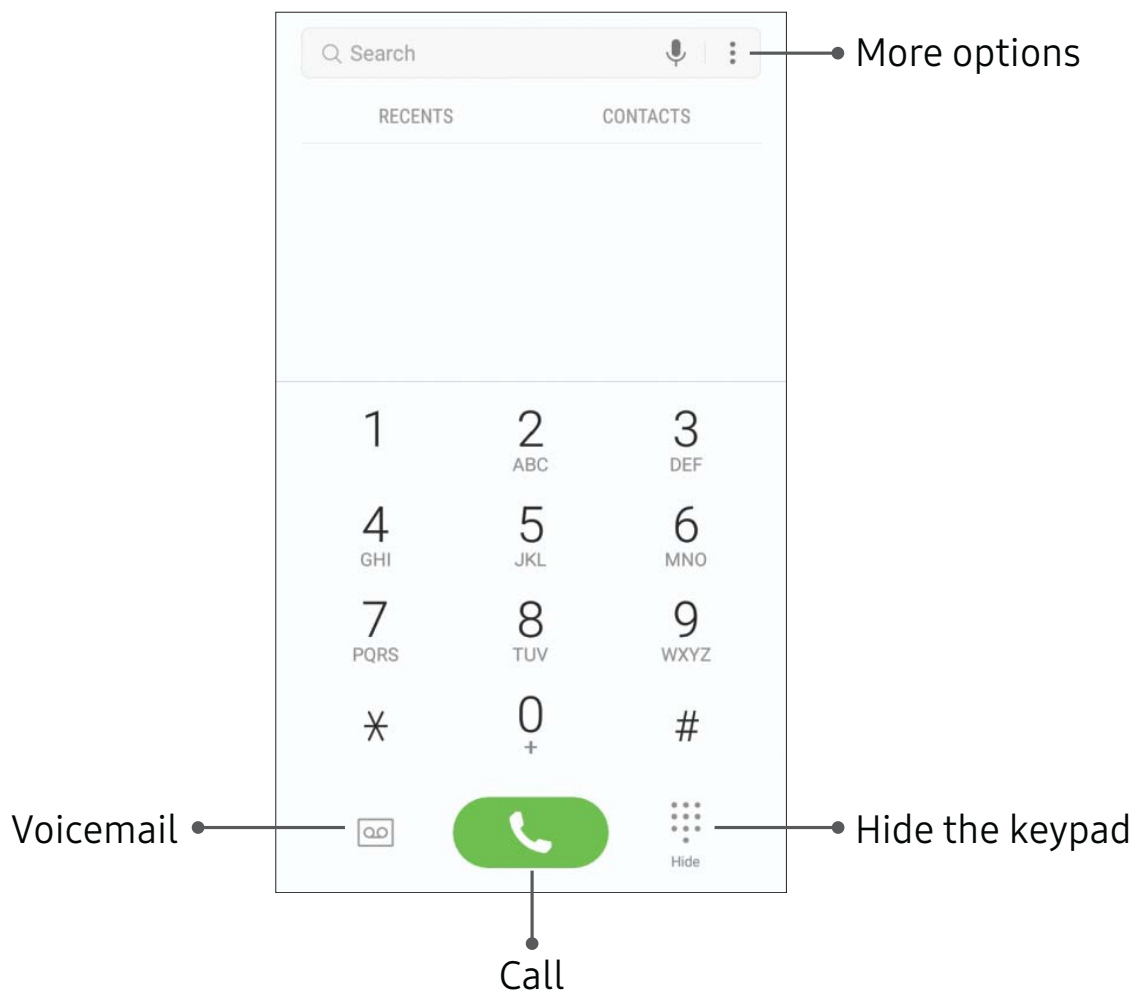 Search
More options
RECENTS CONTACTS
1 2 3
ABC DEF
4 5 6
GHI JKL MNO
7 8 9
PQRS TUV WXYZ
* 0 #
+
Voicemail
Hide the keypad
Hide
Call